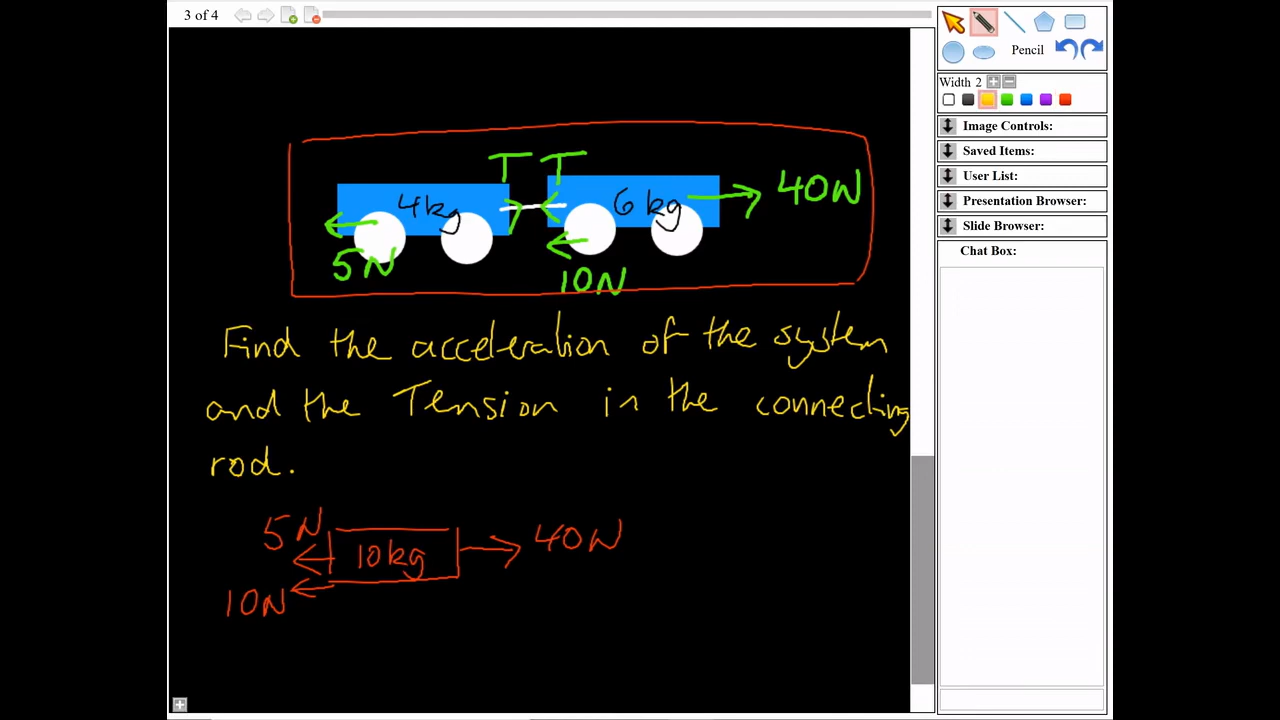 3 of 4
Pencil
Width 2
Image Controls:
Saved Items:
User List:
Presentation Browser:
Slide Browser:
Chat Box:
T T
4kg 6 kg 40N
5N 10N
Find the acceleration of the system
and the Tension in the connecting
rod.
5N
10kg 40N
10N